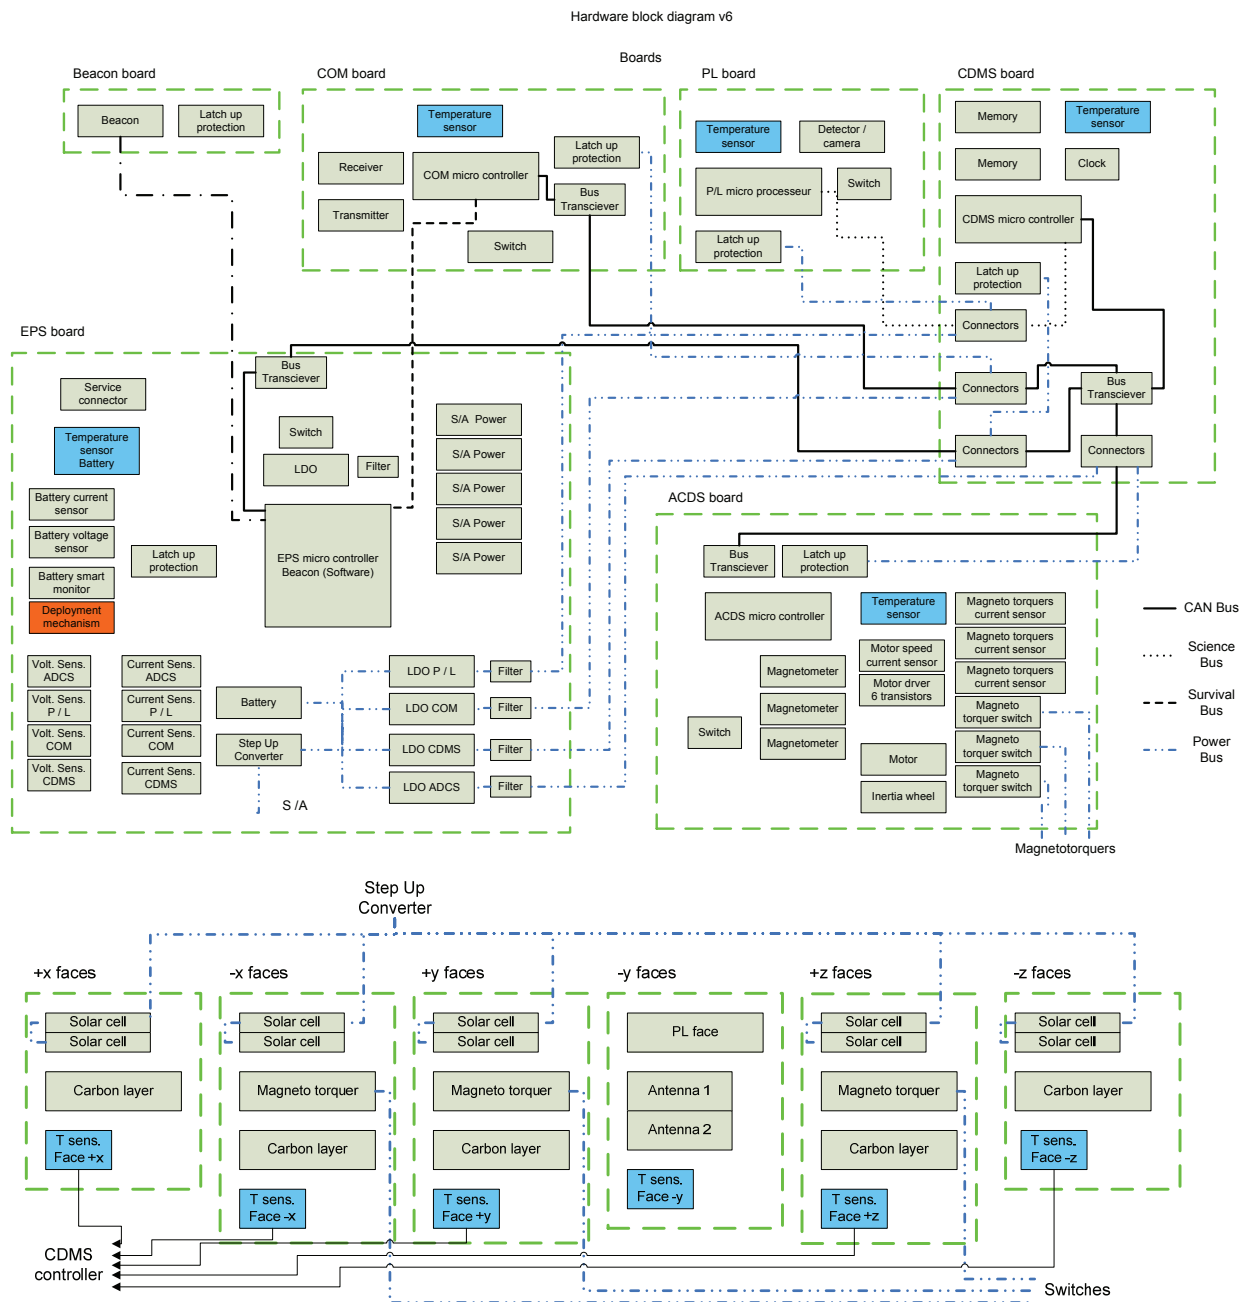 Hardware block diagram v6
Boards
Beacon board
COM board
PL board
CDMS board
Beacon
Latch up
protection
Temperature
sensor
Latch up
protection
Receiver
COM micro controller
Bus
Transciever
Transmitter
Switch
Temperature
sensor
Detector /
camera
P/L micro processeur
Switch
Latch up
protection
Memory
Temperature
sensor
Memory
Clock
CDMS micro controller
Latch up
protection
Connectors
Connectors
Bus
Transciever
Connectors
Connectors
EPS board
Bus
Transciever
Service
connector
Switch
S/A Power
Temperature
sensor
Battery
LDO
Filter
S/A Power
S/A Power
S/A Power
S/A Power
Battery current
sensor
Battery voltage
sensor
Latch up
protection
EPS micro controller
Beacon (Software)
Battery smart
monitor
Deployment
mechanism
Volt. Sens.
ADCS
Current Sens.
ADCS
Volt. Sens.
P / L
Current Sens.
P / L
Volt. Sens.
COM
Current Sens.
COM
Volt. Sens.
CDMS
Current Sens.
CDMS
Battery
Step Up
Converter
S /A
LDO P / L
Filter
LDO COM
Filter
LDO CDMS
Filter
LDO ADCS
Filter
ACDS board
Bus
Transciever
Latch up
protection
ACDS micro controller
Temperature
sensor
Magneto torquers
current sensor
Magneto torquers
current sensor
Magneto torquers
current sensor
Motor speed
current sensor
Motor drver
6 transistors
Magnetometer
Magnetometer
Magnetometer
Switch
Magneto
torquer switch
Magneto
torquer switch
Magneto
torquer switch
Motor
Inertia wheel
Magnetotorquers
CAN Bus
Science
Bus
Survival
Bus
Power
Bus
Step Up
Converter
+x faces
-x faces
+y faces
-y faces
+z faces
-z faces
Solar cell
Solar cell
Carbon layer
T sens.
Face +x
Solar cell
Solar cell
Magneto torquer
Carbon layer
T sens.
Face -x
Solar cell
Solar cell
Magneto torquer
Carbon layer
T sens.
Face +y
PL face
Antenna 1
Antenna 2
T sens.
Face -y
Solar cell
Solar cell
Magneto torquer
Carbon layer
T sens.
Face +z
Solar cell
Solar cell
Carbon layer
T sens.
Face -z
CDMS
controller
Switches